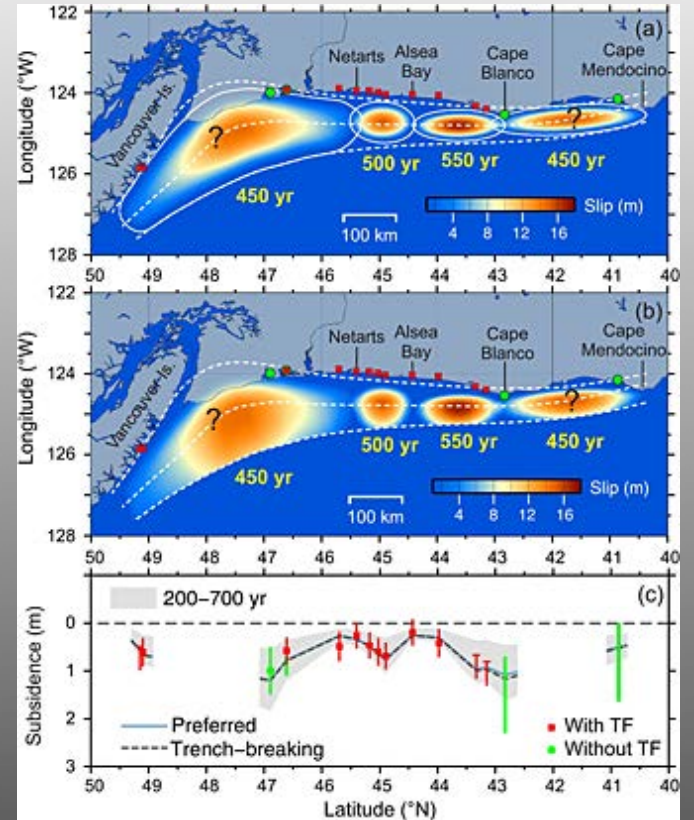 122
124
126
128
Longitude (°W)
(a)
Netarts
Alsea
Bay
Cape
Blanco
Cape
Mendocino
Vancouver Is.
?
?
450 yr
500 yr
550 yr
450 yr
100 km
Slip (m)
4 8 12 16
50 49 48 47 46 45 44 43 42 41 40
122
124
126
128
Longitude (°W)
(b)
Netarts
Alsea
Bay
Cape
Blanco
Cape
Mendocino
Vancouver Is.
?
?
450 yr
500 yr
550 yr
450 yr
100 km
Slip (m)
4 8 12 16
50 49 48 47 46 45 44 43 42 41 40
0
1
2
3
Subsidence (m)
200–700 yr
(c)
Preferred
Trench–breaking
With TF
Without TF
50 49 48 47 46 45 44 43 42 41 40
Latitude (°N)